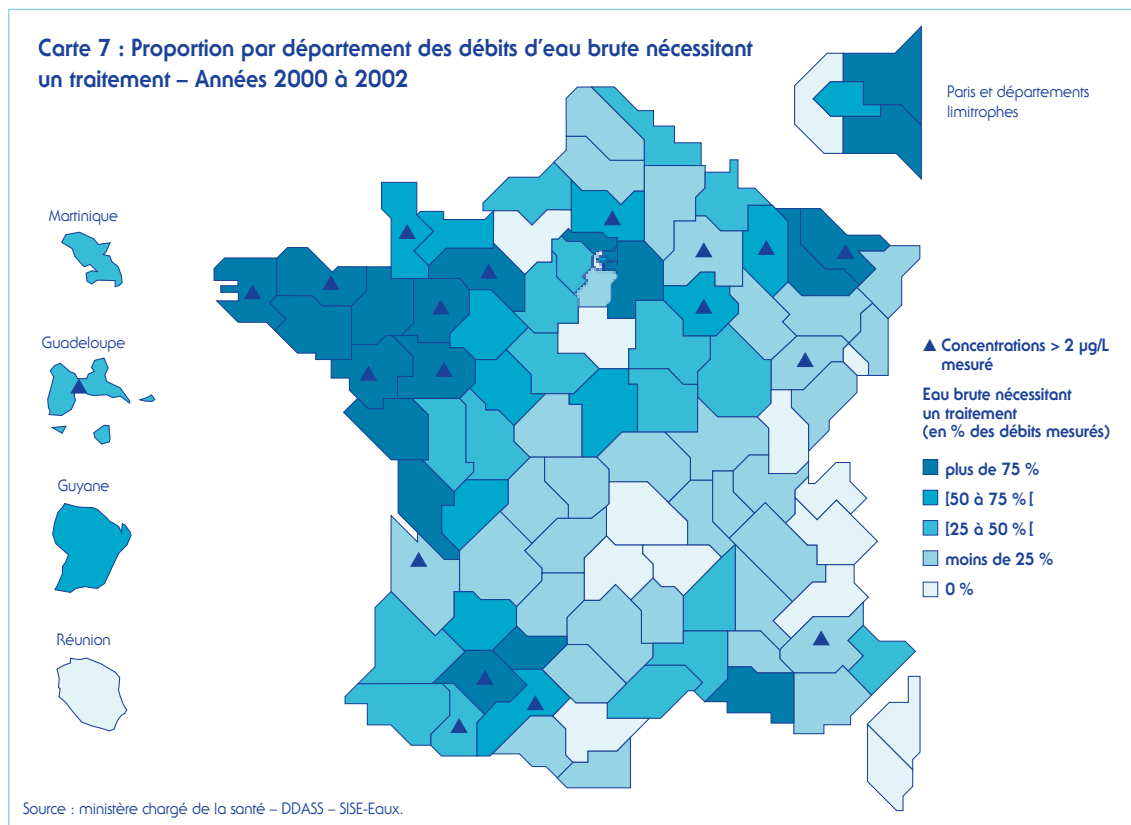 Carte 7 : Proportion par département des débits d'eau brute nécessitant
un traitement – Années 2000 à 2002
Paris et départements
limitrophes
Martinique
Guadeloupe
Guyane
Réunion
▲ Concentrations > 2 µg/L
mesuré
Eau brute nécessitant
un traitement
(en % des débits mesurés)
plus de 75 %
[50 à 75 % [
[25 à 50 % [
moins de 25 %
0 %
Source : ministère chargé de la santé – DDASS – SISE-Eaux.